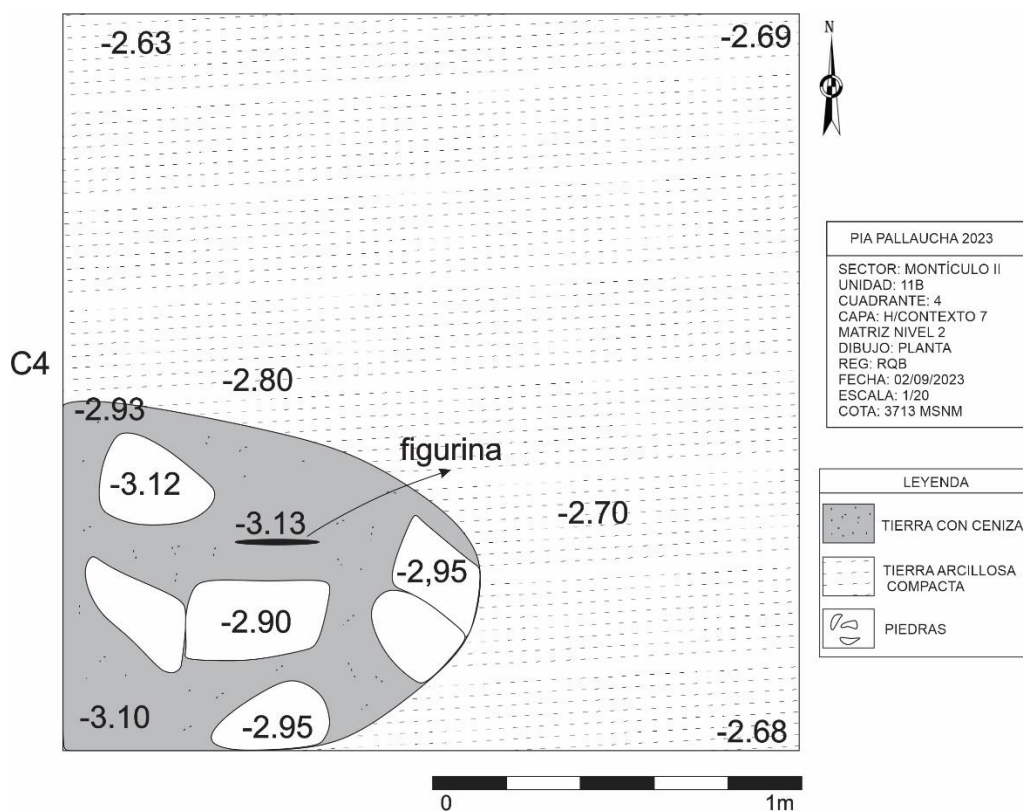 -2.63
-2.69
N
C4
-2.80
-2.93
figurina
-3.12
-3.13
-2.70
-2,95
-2.90
-3.10
-2.95
-2.68
0
1m
PIA PALLAUCHA 2023
SECTOR: MONTÍCULO II
UNIDAD: 11B
CUADRANTE: 4
CAPA: H/CONTEXTO 7
MATRIZ NIVEL 2
DIBUJO: PLANTA
REG: RQB
FECHA: 02/09/2023
ESCALA: 1/20
COTA: 3713 MSNM
LEYENDA
TIERRA CON CENIZA
TIERRA ARCILLOSA
COMPACTA
PIEDRAS